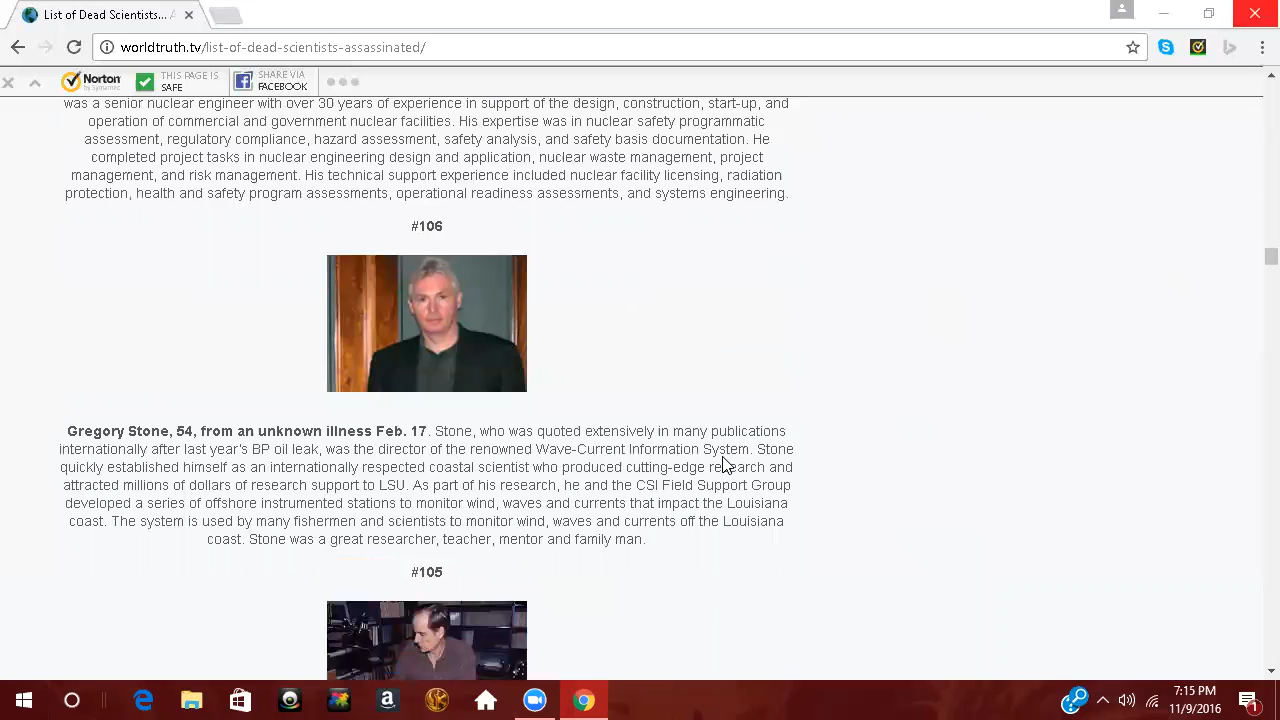 List of Dead Scientists... A
worldtruth.tv/list-of-dead-scientists-assassinated/
Norton
by Symantec
THIS PAGE IS
SAFE
SHARE VIA
FACEBOOK
was a senior nuclear engineer with over 30 years of experience in support of the design, construction, start-up, and
operation of commercial and government nuclear facilities. His expertise was in nuclear safety programmatic
assessment, regulatory compliance, hazard assessment, safety analysis, and safety basis documentation. He
completed project tasks in nuclear engineering design and application, nuclear waste management, project
management, and risk management. His technical support experience included nuclear facility licensing, radiation
protection, health and safety program assessments, operational readiness assessments, and systems engineering.
#106
Gregory Stone, 54, from an unknown illness Feb. 17. Stone, who was quoted extensively in many publications
internationally after last year's BP oil leak, was the director of the renowned Wave-Current Information System. Stone
quickly established himself as an internationally respected coastal scientist who produced cutting-edge research and
attracted millions of dollars of research support to LSU. As part of his research, he and the CSI Field Support Group
developed a series of offshore instrumented stations to monitor wind, waves and currents that impact the Louisiana
coast. The system is used by many fishermen and scientists to monitor wind, waves and currents off the Louisiana
coast. Stone was a great researcher, teacher, mentor and family man.
#105
7:15 PM
11/9/2016
1